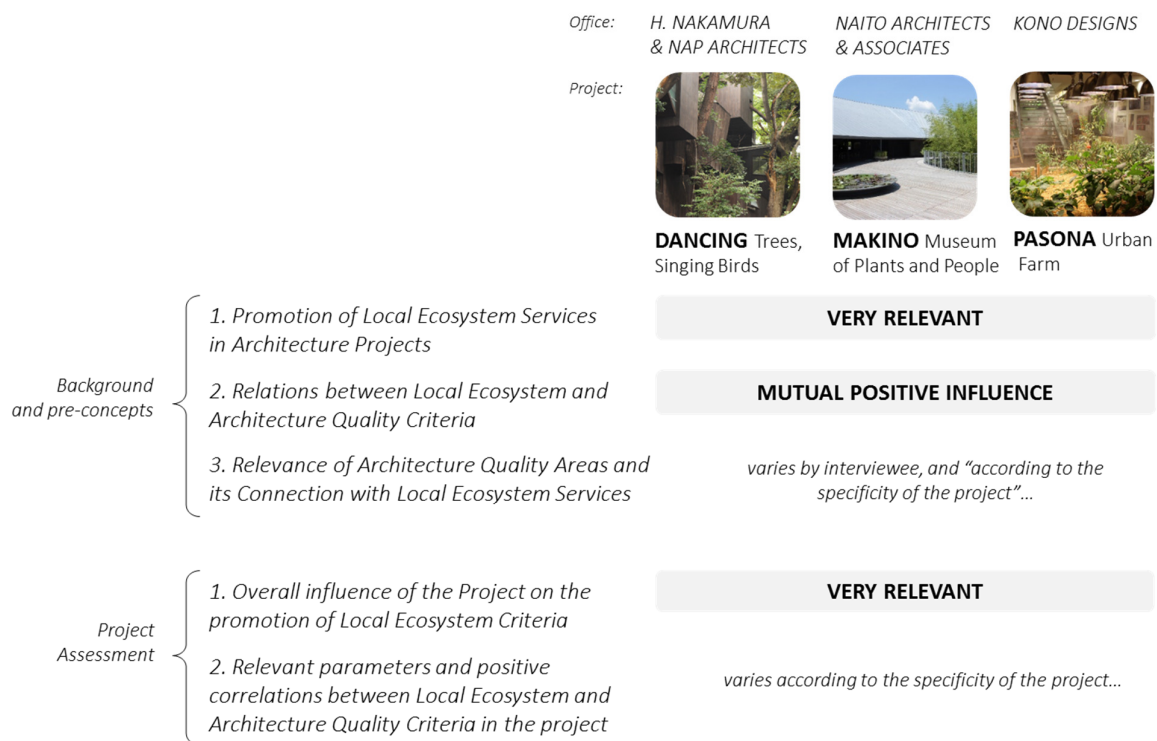 Office:
H. NAKAMURA
& NAP ARCHITECTS
NAITO ARCHITECTS
& ASSOCIATES
KONO DESIGNS
Project:
DANCING Trees,
Singing Birds
MAKINO Museum
of Plants and People
PASONA Urban
Farm
Background
and pre-concepts
1. Promotion of Local Ecosystem Services
in Architecture Projects
VERY RELEVANT
2. Relations between Local Ecosystem and
Architecture Quality Criteria
MUTUAL POSITIVE INFLUENCE
3. Relevance of Architecture Quality Areas and
its Connection with Local Ecosystem Services
varies by interviewee, and “according to the
specificity of the project”…
Project
Assessment
1. Overall influence of the Project on the
promotion of Local Ecosystem Criteria
VERY RELEVANT
2. Relevant parameters and positive
correlations between Local Ecosystem and
Architecture Quality Criteria in the project
varies according to the specificity of the project…